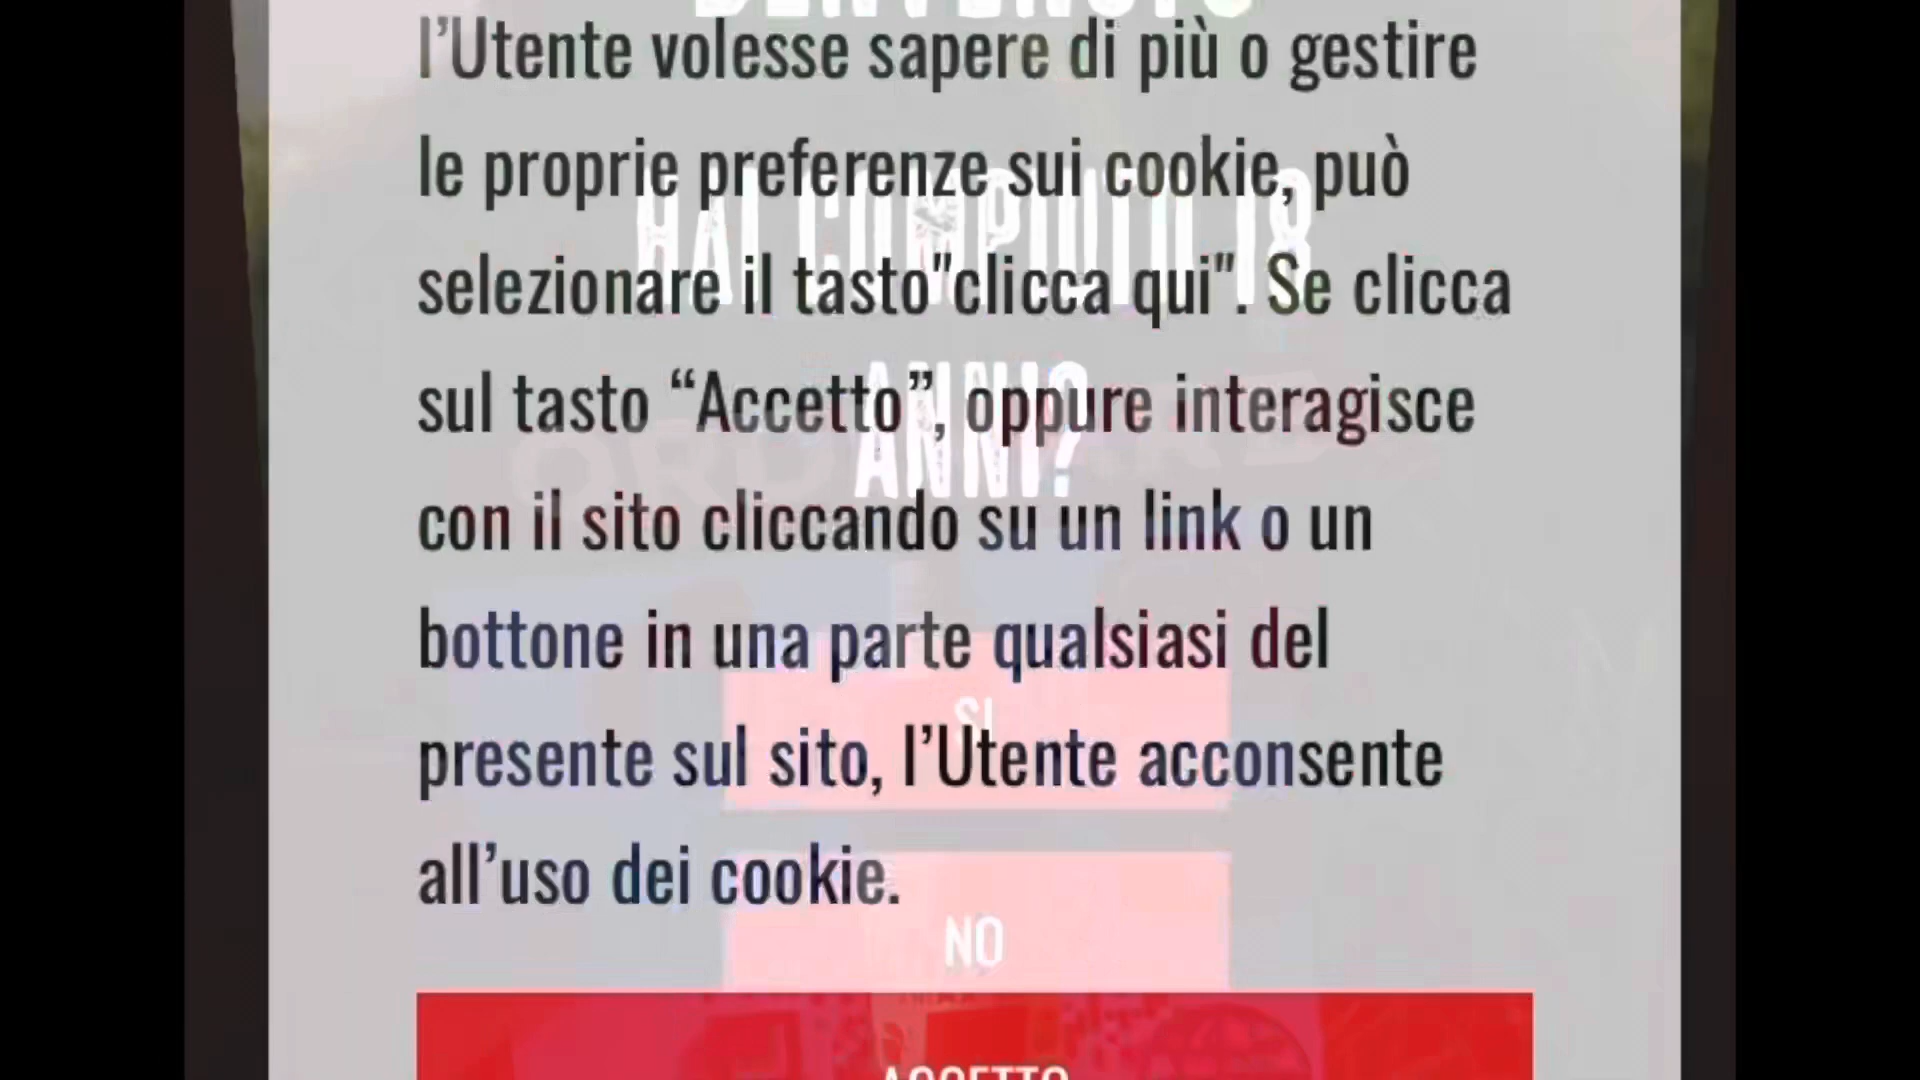 BENVENUTO
l’Utente volesse sapere di più o gestire
le proprie preferenze sui cookie, può
HAI COMPIUTO 18
selezionare il tasto"clicca qui". Se clicca
sul tasto “Accetto”, oppure interagisce
ANNI?
con il sito cliccando su un link o un
bottone in una parte qualsiasi del
SI
presente sul sito, l’Utente acconsente
all’uso dei cookie.
NO
ACCETTO